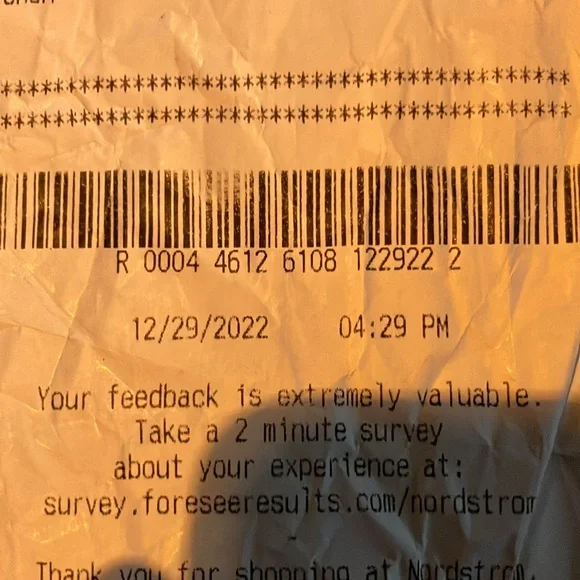 *********************************************
*********************************************
R 0004 4612 6108 122922 2
12/29/2022 04:29 PM
Your feedback is extremely valuable.
Take a 2 minute survey
about your experience at:
survey.foreseeresults.com/nordstrom
Thank you for shopping at Nordstrom.